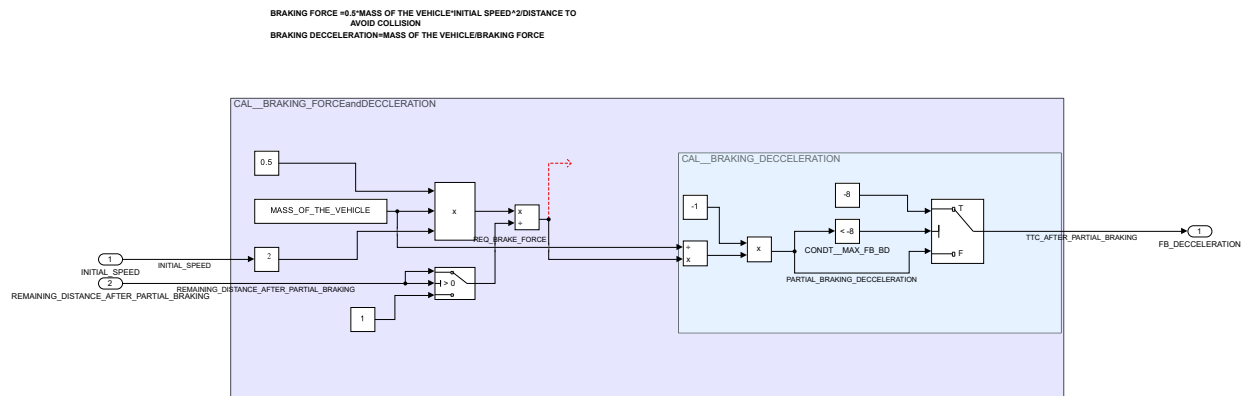 BRAKING FORCE =0.5*MASS OF THE VEHICLE*INITIAL SPEED^2/DISTANCE TO
AVOID COLLISION
BRAKING DECCELERATION=MASS OF THE VEHICLE/BRAKING FORCE
CAL__BRAKING_FORCEandDECCLERATION
0.5
MASS_OF_THE_VEHICLE
x
x
÷
REQ_BRAKE_FORCE
1
INITIAL_SPEED
INITIAL_SPEED
2
2
REMAINING_DISTANCE_AFTER_PARTIAL_BRAKING
REMAINING_DISTANCE_AFTER_PARTIAL_BRAKING
> 0
1
CAL__BRAKING_DECCELERATION
-1
÷
x
x
-8
< -8
CONDT__MAX_FB_BD
PARTIAL_BRAKING_DECCELERATION
T
F
TTC_AFTER_PARTIAL_BRAKING
1
FB_DECCELERATION